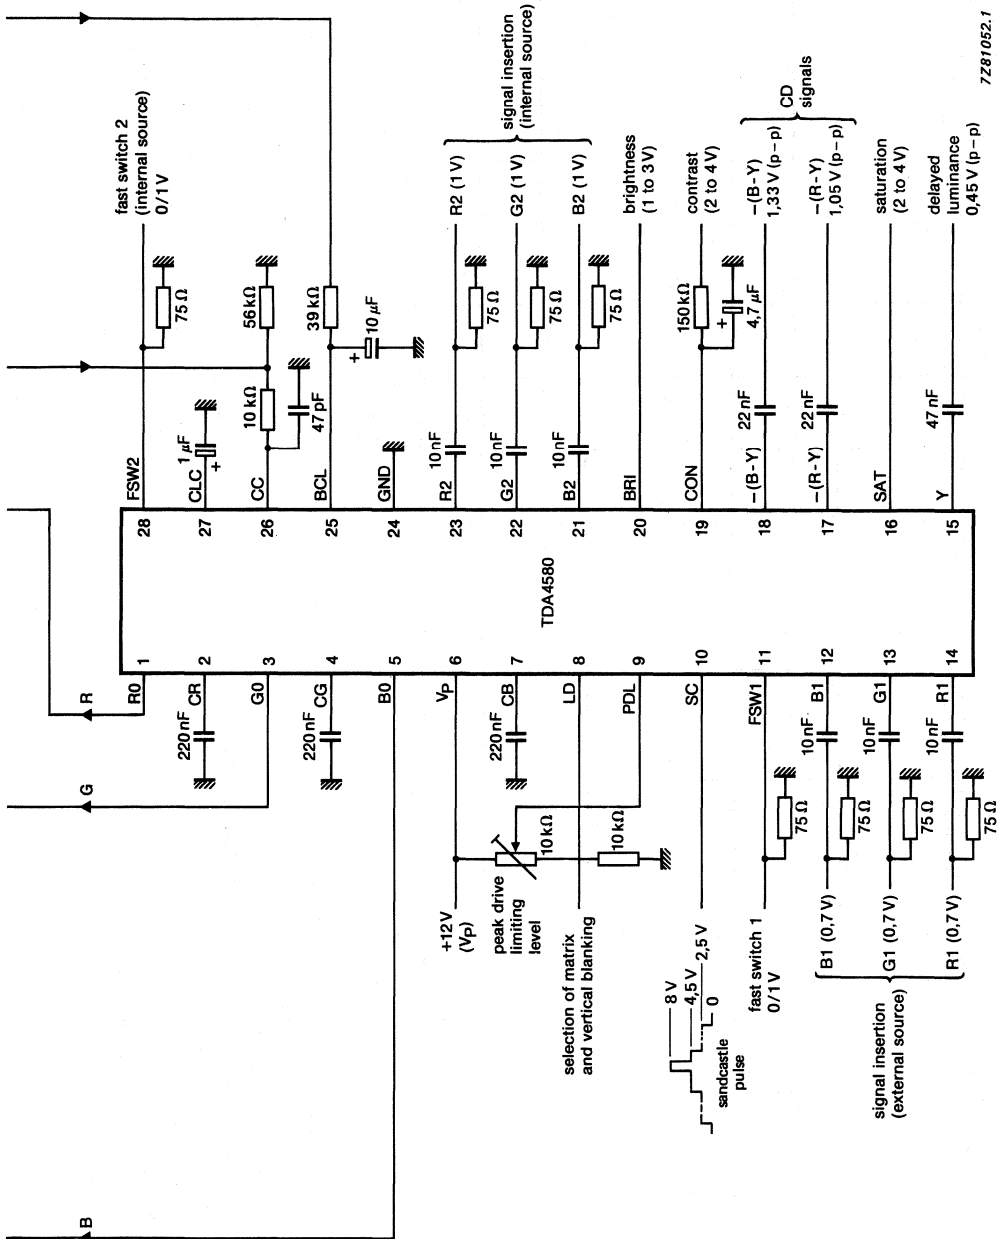 fast switch 2
(internal source)
0/1 V
75 Ω
FSW2
28
CLC
27
1 µF
+
CC
26
10 kΩ
56 kΩ
47 pF
BCL
25
39 kΩ
+
10 µF
GND
24
R2
23
10 nF
75 Ω
R2 (1 V)
G2
22
10 nF
75 Ω
G2 (1 V)
B2
21
10 nF
75 Ω
B2 (1 V)
signal insertion
(internal source)
BRI
20
brightness
(1 to 3 V)
CON
19
150 kΩ
+
4,7 µF
contrast
(2 to 4 V)
–(B-Y)
18
22 nF
–(B-Y)
1,33 V (p–p)
–(R-Y)
17
22 nF
–(R-Y)
1,05 V (p–p)
CD
signals
SAT
16
saturation
(2 to 4 V)
Y
15
47 nF
delayed
luminance
0,45 V (p–p)
TDA4580
1
R0
R
2
CR
220 nF
3
G0
G
4
CG
220 nF
5
B0
B
6
Vp
+12 V
(Vp)
7
CB
220 nF
peak drive
limiting
level
10 kΩ
10 kΩ
8
LD
selection of matrix
and vertical blanking
9
PDL
10
SC
8 V
4,5 V
2,5 V
0
sandcastle
pulse
11
FSW1
75 Ω
fast switch 1
0/1 V
12
B1
10 nF
75 Ω
B1 (0,7 V)
13
G1
10 nF
75 Ω
G1 (0,7 V)
14
R1
10 nF
75 Ω
R1 (0,7 V)
signal insertion
(external source)
7Z81052.1